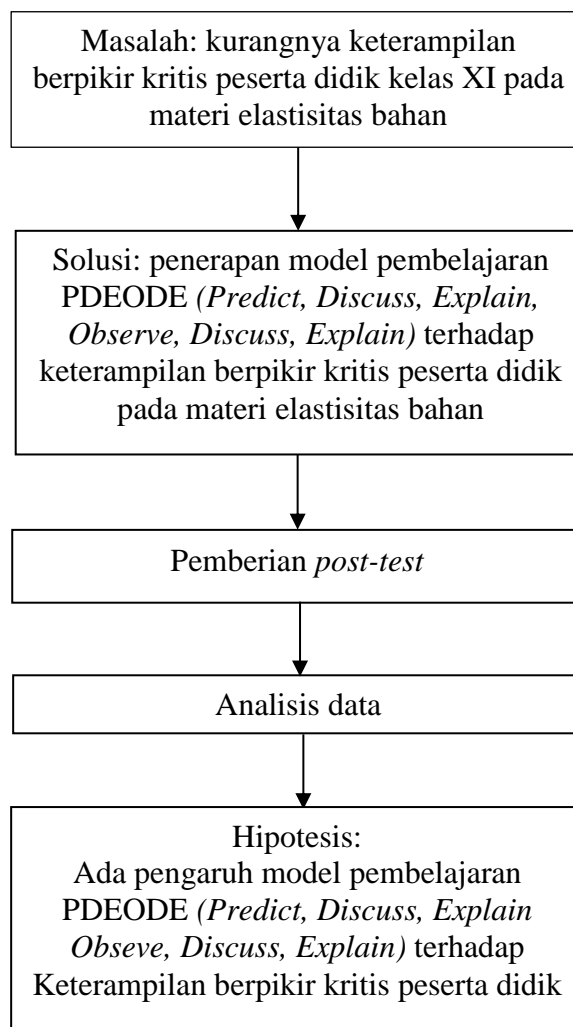 Masalah: kurangnya keterampilan
berpikir kritis peserta didik kelas XI pada
materi elastisitas bahan
Solusi: penerapan model pembelajaran
PDEODE (Predict, Discuss, Explain,
Observe, Discuss, Explain) terhadap
keterampilan berpikir kritis peserta didik
pada materi elastisitas bahan
Pemberian post-test
Analisis data
Hipotesis:
Ada pengaruh model pembelajaran
PDEODE (Predict, Discuss, Explain
Obseve, Discuss, Explain) terhadap
Keterampilan berpikir kritis peserta didik